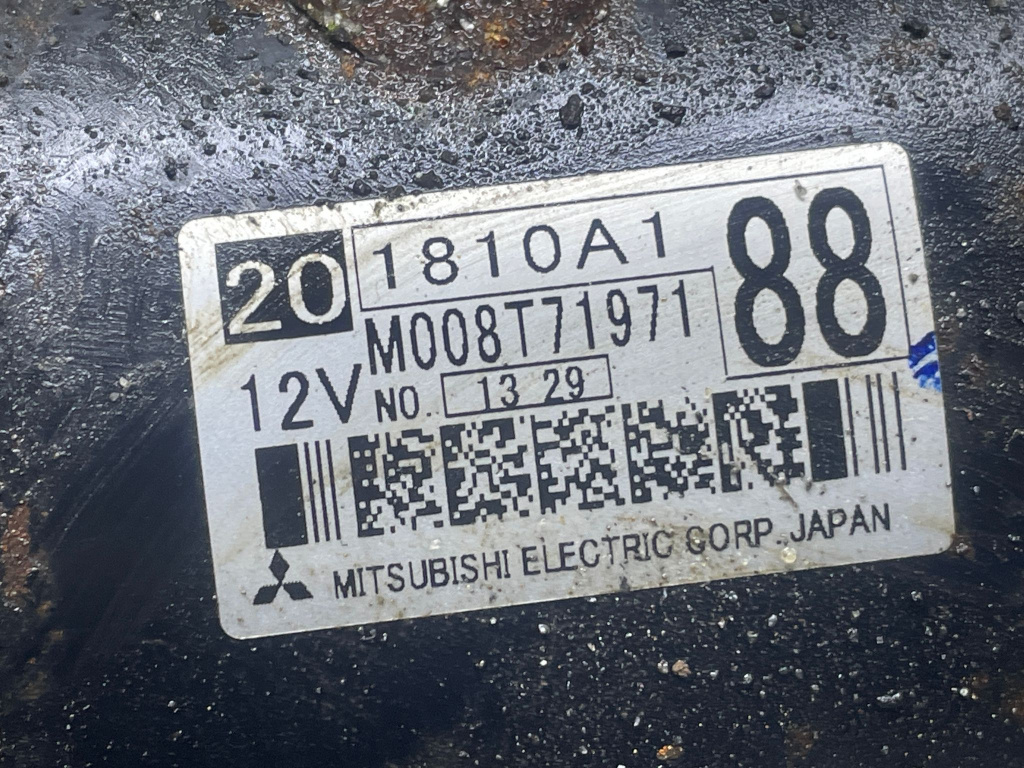 20 1810A1 88
M008T71971
12V NO. 13 29
MITSUBISHI ELECTRIC CORP. JAPAN